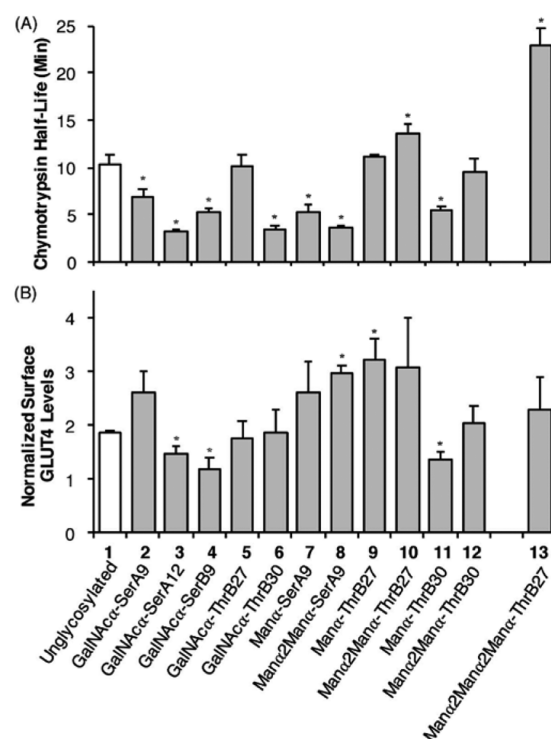 (A)
Chymotrypsin Half-Life (Min)
25
20
15
10
5
0
* * * * * * * * * *
(B)
Normalized Surface
GLUT4 Levels
4
3
2
1
0
* * * * *
1 2 3 4 5 6 7 8 9 10 11 12 13
Unglycosylated
GalNAcα-SerA9
GalNAcα-SerA12
GalNAcα-SerB9
GalNAcα-ThrB27
GalNAcα-ThrB30
Manα-SerA9
Manα2Manα-SerA9
Manα-ThrB27
Manα2Manα-ThrB27
Manα-ThrB30
Manα2Manα-ThrB30
Manα2Manα2Manα-ThrB27